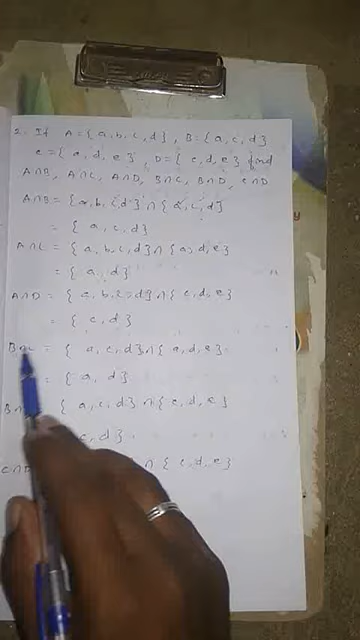 2. If A = { a, b, c, d } , B = { a, c, d }
c = { a, d, e } , D = { c, d, e } find
A∩B, A∩C, A∩D, B∩C, B∩D, C∩D
A∩B = { a, b, c, d } ∩ { a, c, d }
= { a, c, d }
A∩C = { a, b, c, d } ∩ { a, d, e }
= { a, d }
A∩D = { a, b, c, d } ∩ { c, d, e }
= { c, d }
B∩C = { a, c, d } ∩ { a, d, e }
= { a, d }
{ a, c, d } ∩ { c, d, e }
c, d }
∩ { c, d, e }